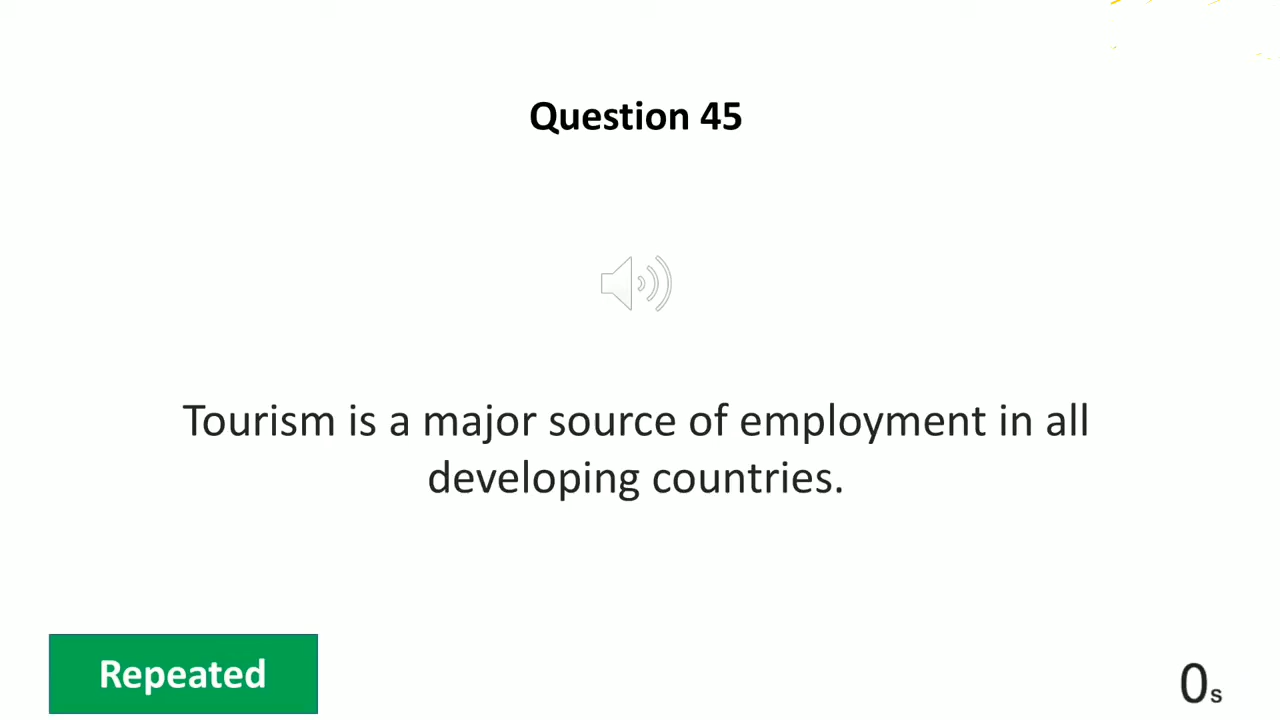 Question 45
Tourism is a major source of employment in all
developing countries.
Repeated
0s